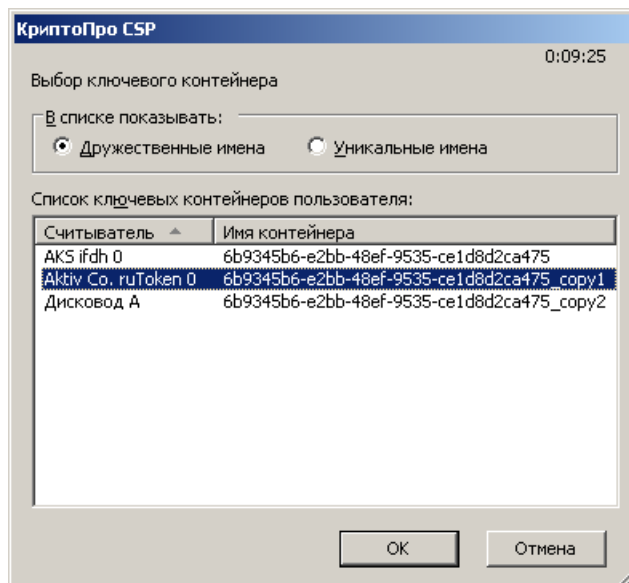 КриптоПро CSP
0:09:25
Выбор ключевого контейнера
В списке показывать:
Дружественные имена Уникальные имена
Список ключевых контейнеров пользователя:
Считыватель Имя контейнера
AKS ifdh 0 6b9345b6-e2bb-48ef-9535-ce1d8d2ca475
Aktiv Co. ruToken 0 6b9345b6-e2bb-48ef-9535-ce1d8d2ca475_copy1
Дисковод A 6b9345b6-e2bb-48ef-9535-ce1d8d2ca475_copy2
OK Отмена